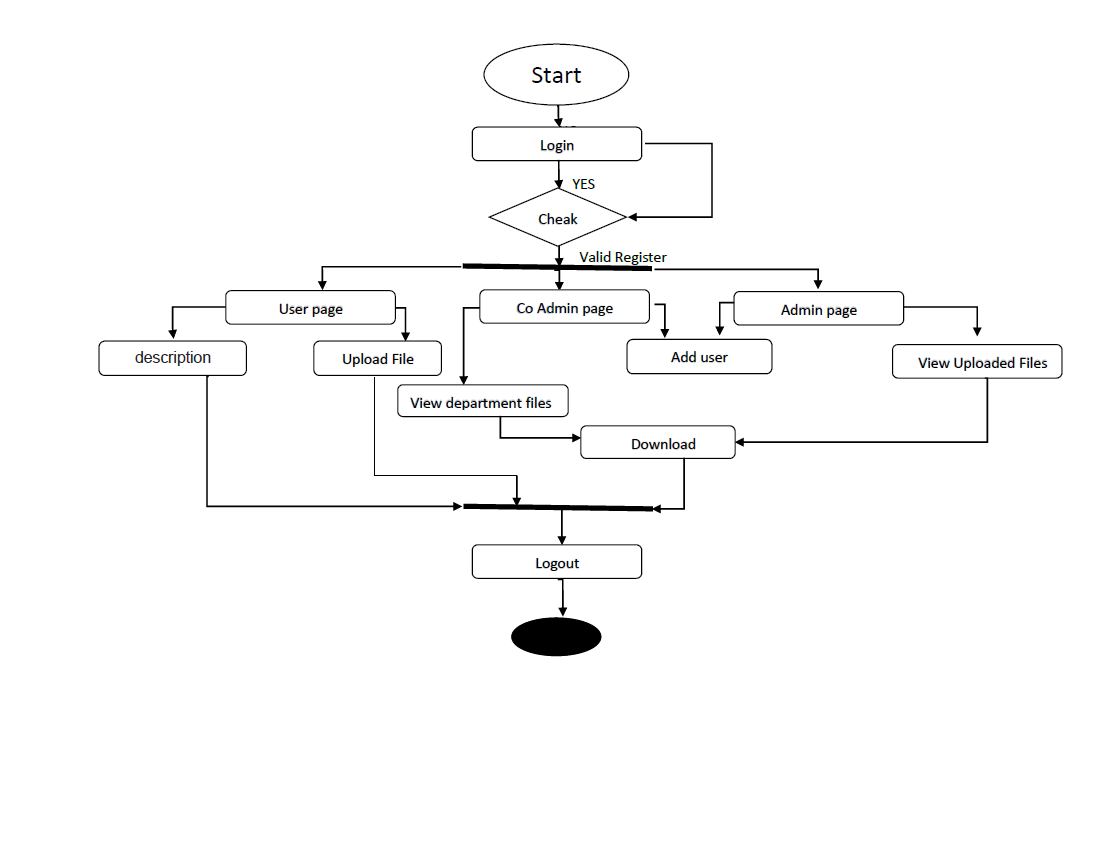 Start
Login
YES
Cheak
Valid Register
User page
Co Admin page
Admin page
description
Upload File
Add user
View Uploaded Files
View department files
Download
Logout